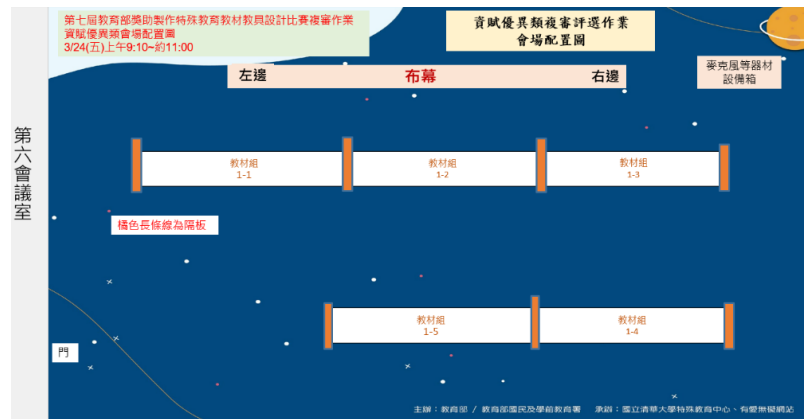 第七屆教育部獎助製作特殊教育教材教具設計比賽複審作業
資賦優異類會場配置圖
3/24(五)上午9:10~約11:00
資賦優異類複審評選作業
會場配置圖
左邊 布幕 右邊
麥克風等器材
設備箱
第六會議室
教材組
1-1
教材組
1-2
教材組
1-3
橘色長條線為隔板
教材組
1-5
教材組
1-4
門
主辦：教育部 / 教育部國民及學前教育署 承辦：國立清華大學特殊教育中心、有愛無礙網站